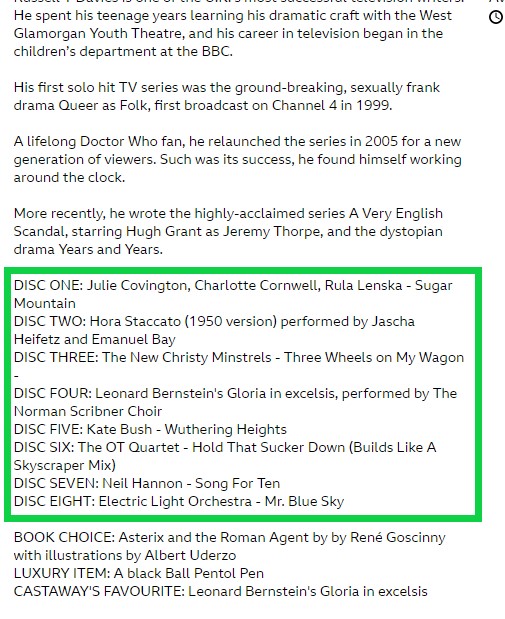 Russell T Davies is one of the UK's most successful television writers.
He spent his teenage years learning his dramatic craft with the West
Glamorgan Youth Theatre, and his career in television began in the
children's department at the BBC.
His first solo hit TV series was the ground-breaking, sexually frank
drama Queer as Folk, first broadcast on Channel 4 in 1999.
A lifelong Doctor Who fan, he relaunched the series in 2005 for a new
generation of viewers. Such was its success, he found himself working
around the clock.
More recently, he wrote the highly-acclaimed series A Very English
Scandal, starring Hugh Grant as Jeremy Thorpe, and the dystopian
drama Years and Years.
DISC ONE: Julie Covington, Charlotte Cornwell, Rula Lenska - Sugar
Mountain
DISC TWO: Hora Staccato (1950 version) performed by Jascha
Heifetz and Emanuel Bay
DISC THREE: The New Christy Minstrels - Three Wheels on My Wagon
-
DISC FOUR: Leonard Bernstein's Gloria in excelsis, performed by The
Norman Scribner Choir
DISC FIVE: Kate Bush - Wuthering Heights
DISC SIX: The OT Quartet - Hold That Sucker Down (Builds Like A
Skyscraper Mix)
DISC SEVEN: Neil Hannon - Song For Ten
DISC EIGHT: Electric Light Orchestra - Mr. Blue Sky
BOOK CHOICE: Asterix and the Roman Agent by by René Goscinny
with illustrations by Albert Uderzo
LUXURY ITEM: A black Ball Pentol Pen
CASTAWAY'S FAVOURITE: Leonard Bernstein's Gloria in excelsis